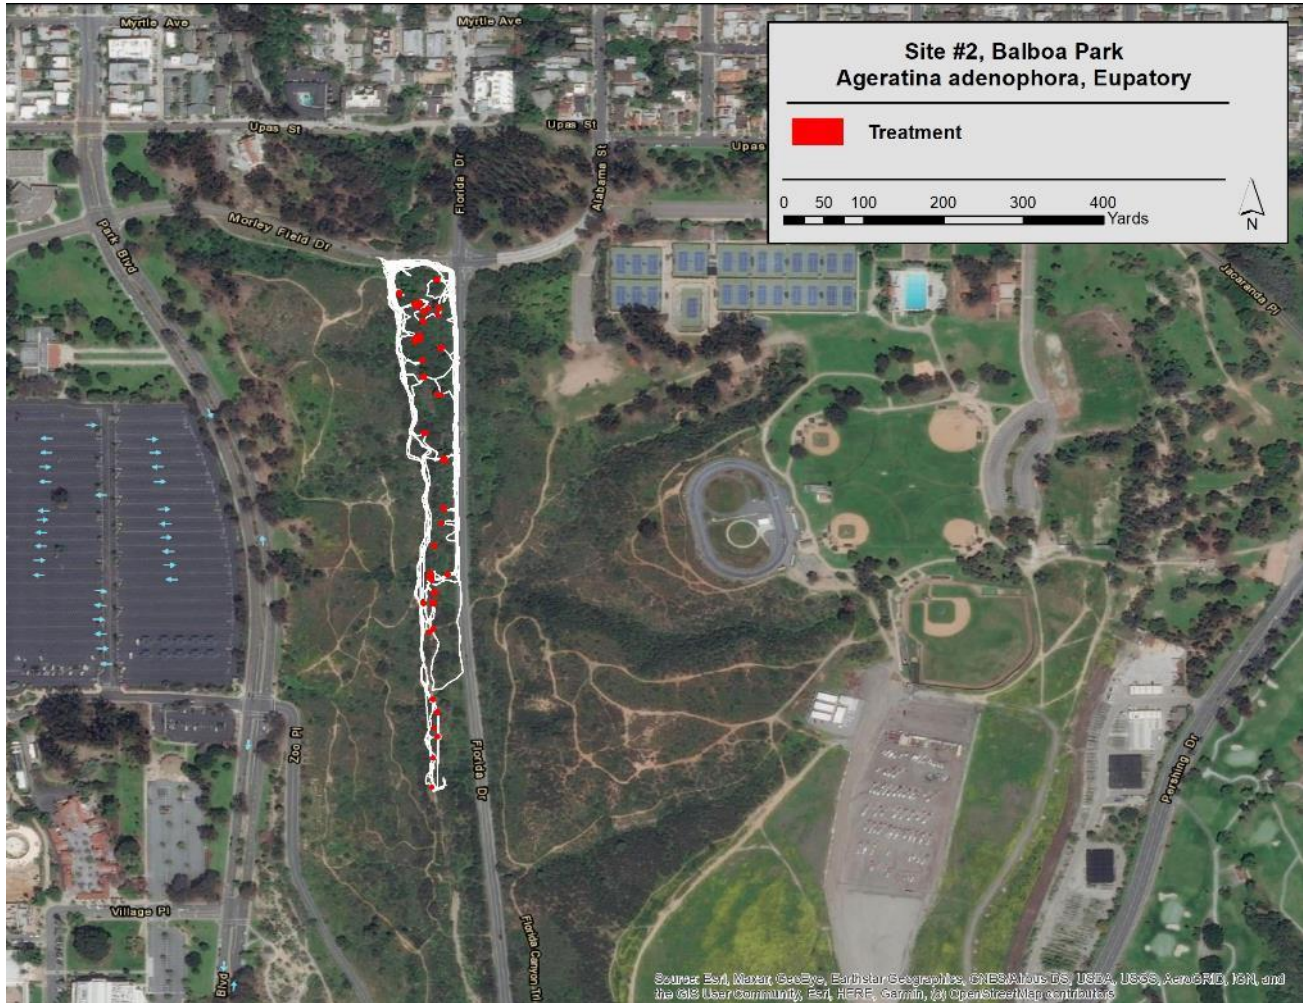 Myrtle Ave
Myrtle Ave
Site #2, Balboa Park
Ageratina adenophora, Eupatory
Treatment
0 50 100 200 300 400
Yards
N
Upas St
Upas St
Upas
Florida Dr
Alabama St
Morley Field Dr
Park Blvd
Jacaranda Pl
Zoo Pl
Florida Dr
Pershing Dr
Village Pl
Florida Canyon Trl
Blvd
Source: Esri, Maxar, GeoEye, Earthstar Geographics, CNES/Airbus DS, USDA, USGS, AeroGRID, IGN, and
the GIS User Community, Esri, HERE, Garmin, (c) OpenStreetMap contributors